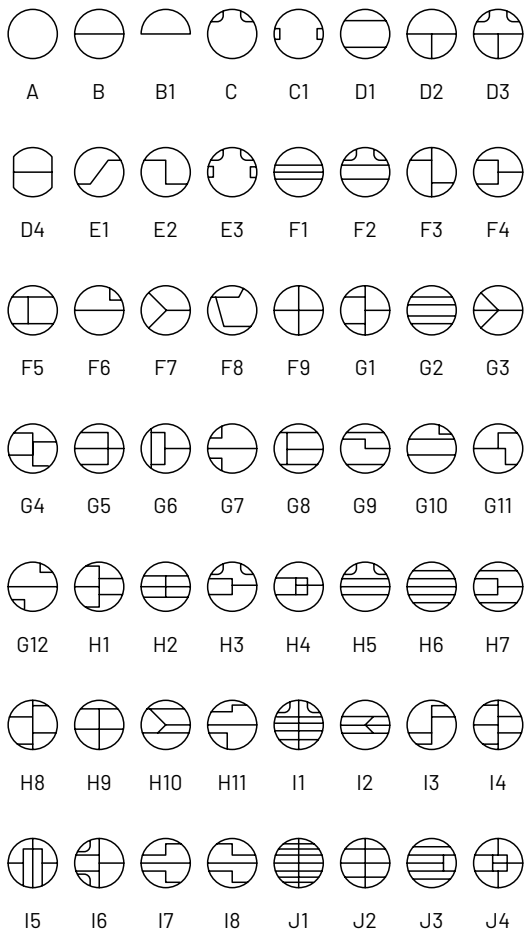 A B B1 C C1 D1 D2 D3
D4 E1 E2 E3 F1 F2 F3 F4
F5 F6 F7 F8 F9 G1 G2 G3
G4 G5 G6 G7 G8 G9 G10 G11
G12 H1 H2 H3 H4 H5 H6 H7
H8 H9 H10 H11 I1 I2 I3 I4
I5 I6 I7 I8 J1 J2 J3 J4